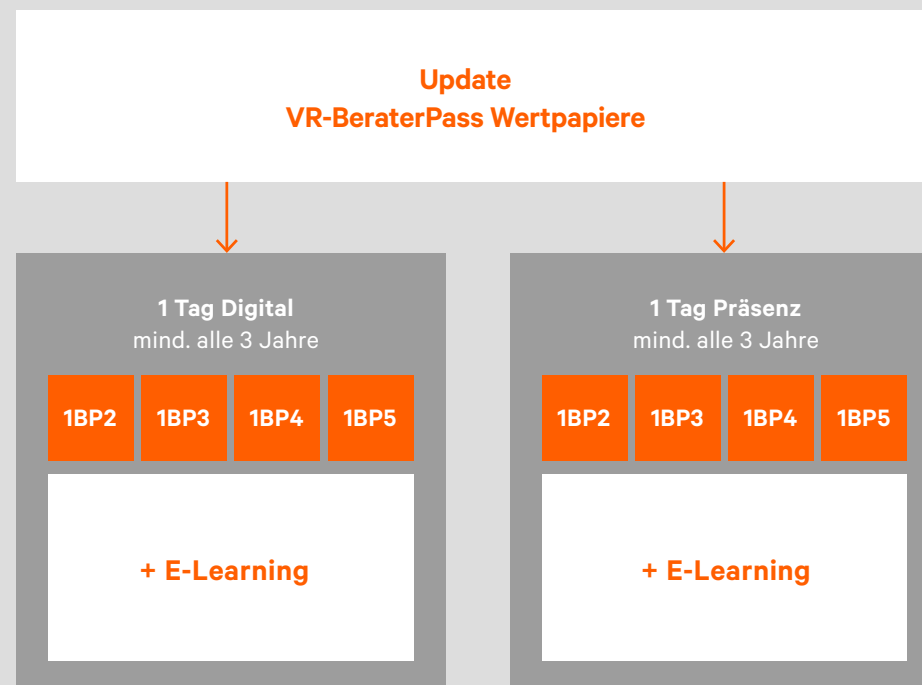 Update
VR-BeraterPass Wertpapiere
1 Tag Digital
mind. alle 3 Jahre
1BP2 1BP3 1BP4 1BP5
+ E-Learning
1 Tag Präsenz
mind. alle 3 Jahre
1BP2 1BP3 1BP4 1BP5
+ E-Learning